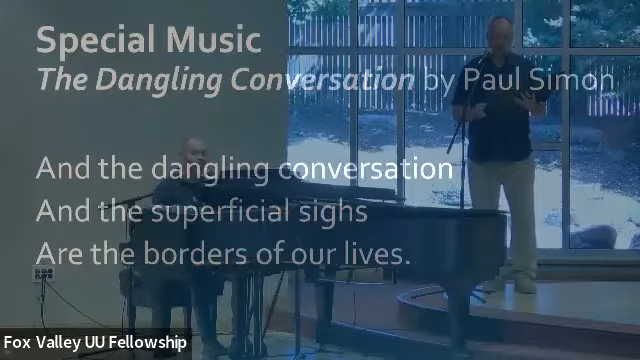 Special Music
The Dangling Conversation by Paul Simon
And the dangling conversation
And the superficial sighs
Are the borders of our lives.
Fox Valley UU Fellowship